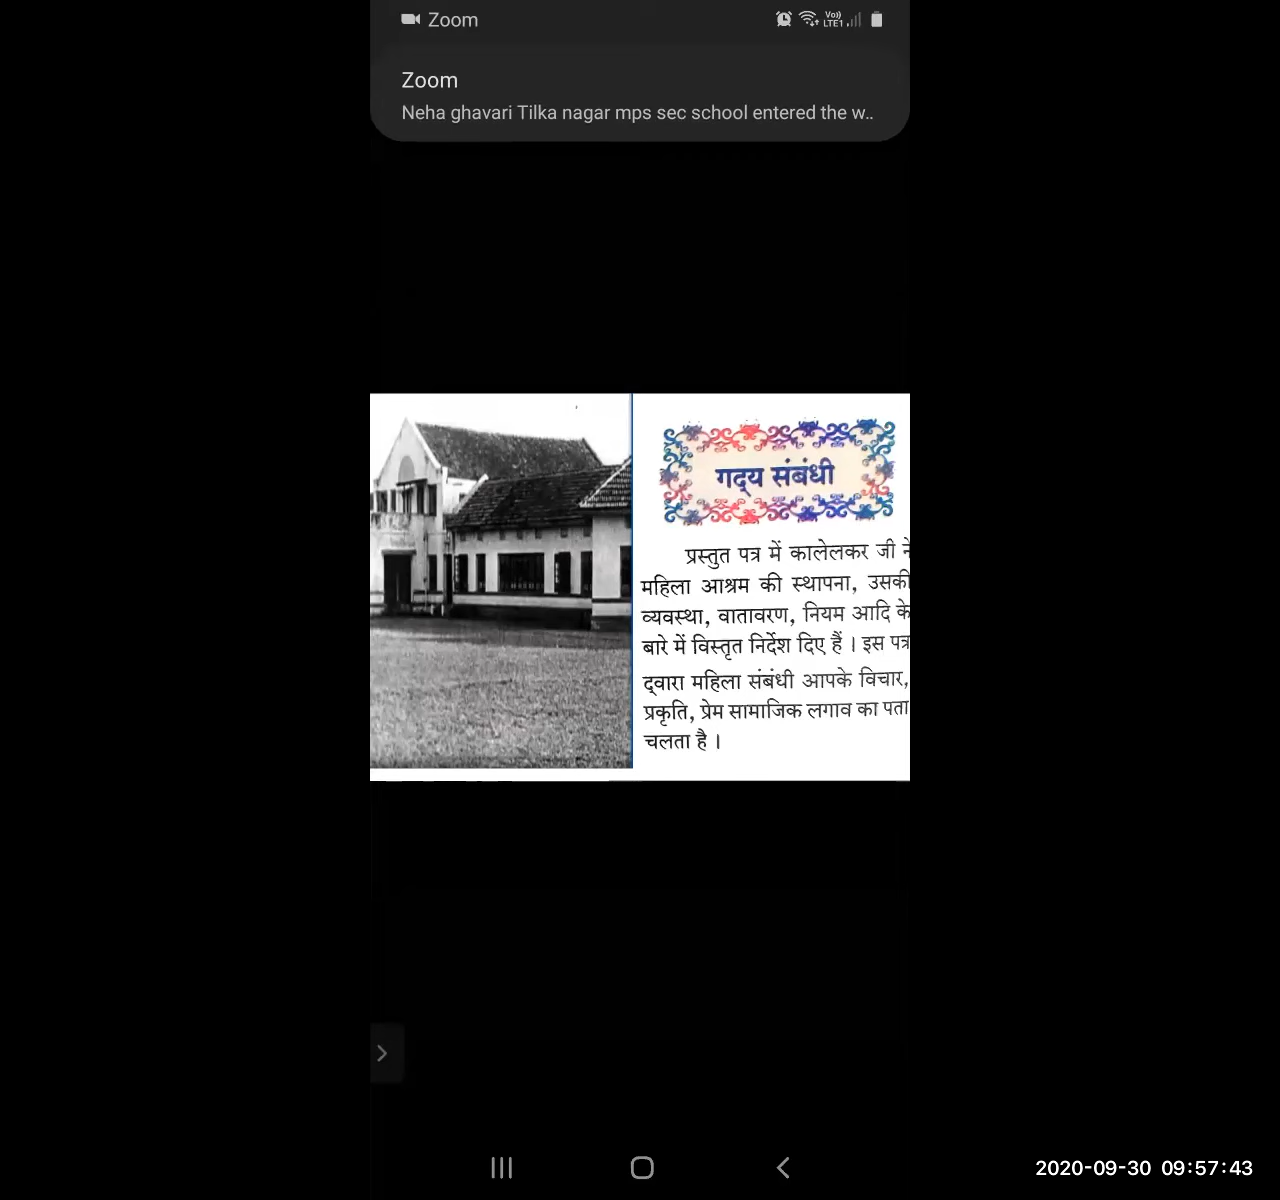 Zoom
Vo)) LTE1
Zoom
Neha ghavari Tilka nagar mps sec school entered the w..
गद्‌य संबंधी
प्रस्तुत पत्र में कालेलकर जी ने
महिला आश्रम की स्थापना, उसकी
व्यवस्था, वातावरण, नियम आदि के
बारे में विस्तृत निर्देश दिए हैं । इस पत्र
द्‌वारा महिला संबंधी आपके विचार,
प्रकृति, प्रेम सामाजिक लगाव का पता
चलता है ।
2020-09-30 09:57:43